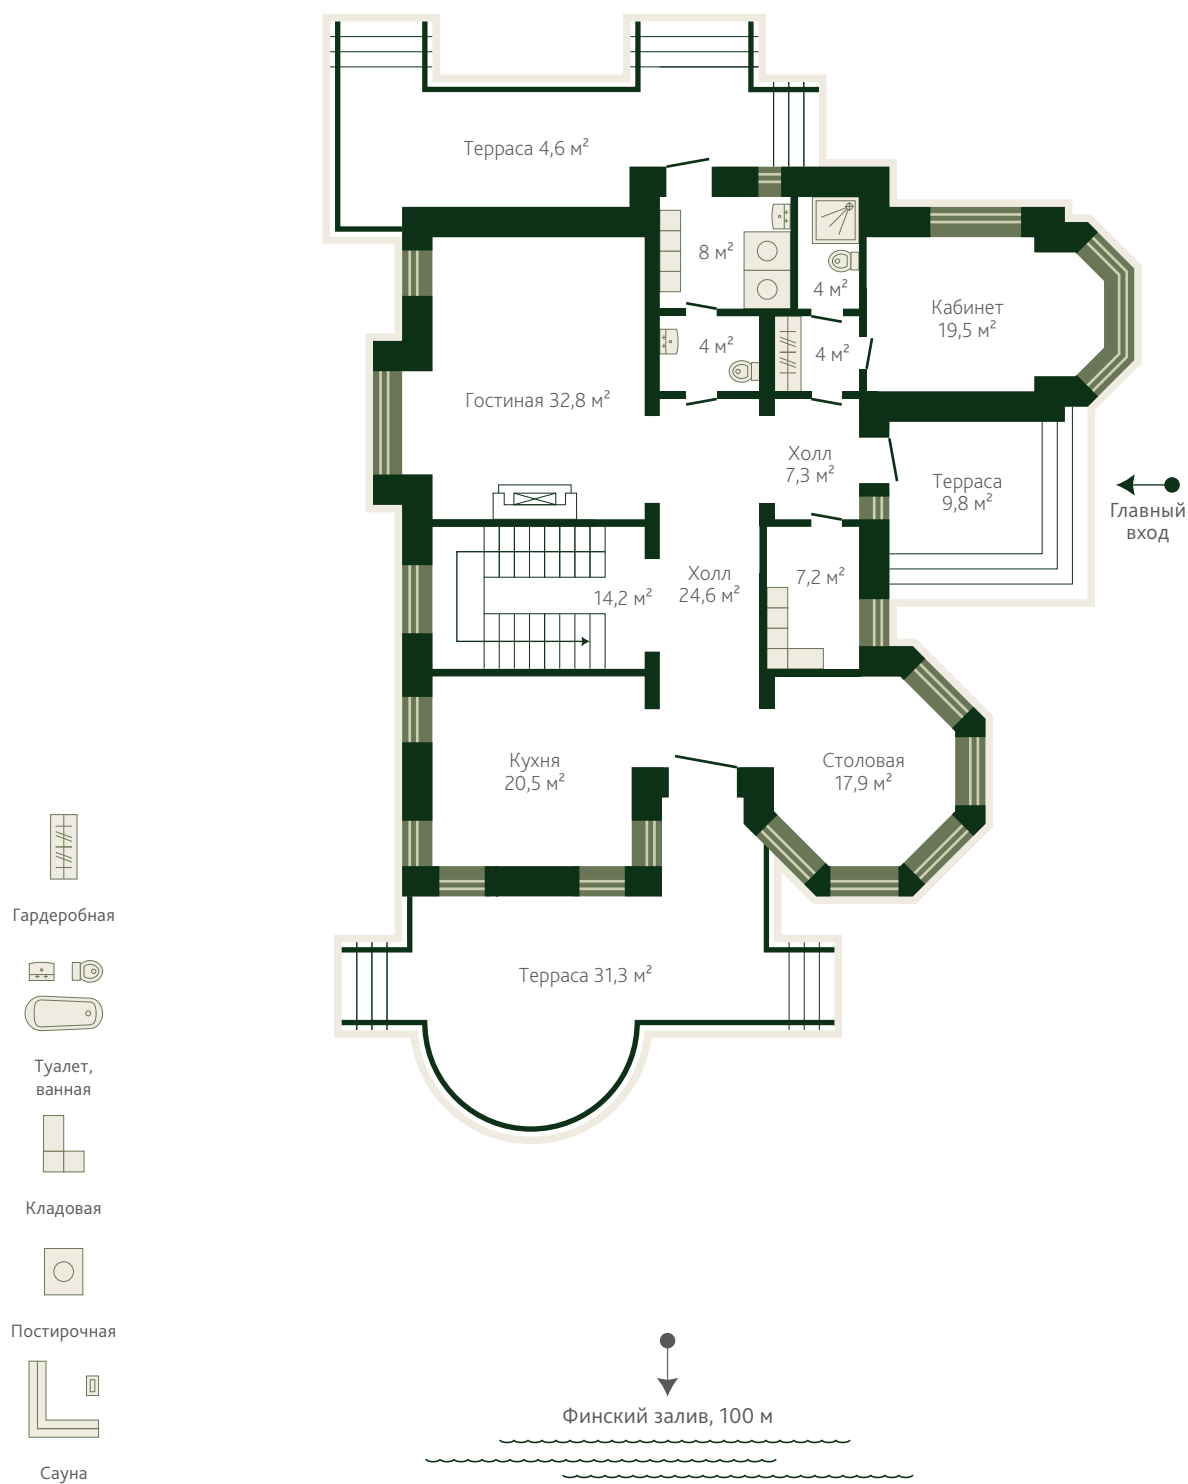 Терраса 4,6 м²
8 м²
4 м²
Кабинет
19,5 м²
4 м²
4 м²
Гостиная 32,8 м²
Холл
7,3 м²
Терраса
9,8 м²
Главный
вход
Холл
24,6 м²
14,2 м²
7,2 м²
Кухня
20,5 м²
Столовая
17,9 м²
Терраса 31,3 м²
Гардеробная
Туалет,
ванная
Кладовая
Постирочная
Сауна
Финский залив, 100 м